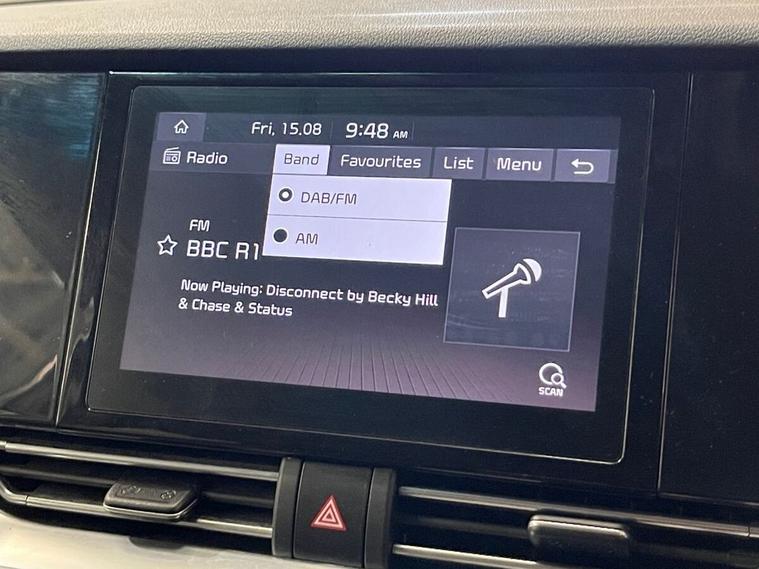 Fri, 15.08 9:48 AM
Radio Band Favourites List Menu
DAB/FM
FM
AM
BBC R1
Now Playing: Disconnect by Becky Hill
& Chase & Status
SCAN